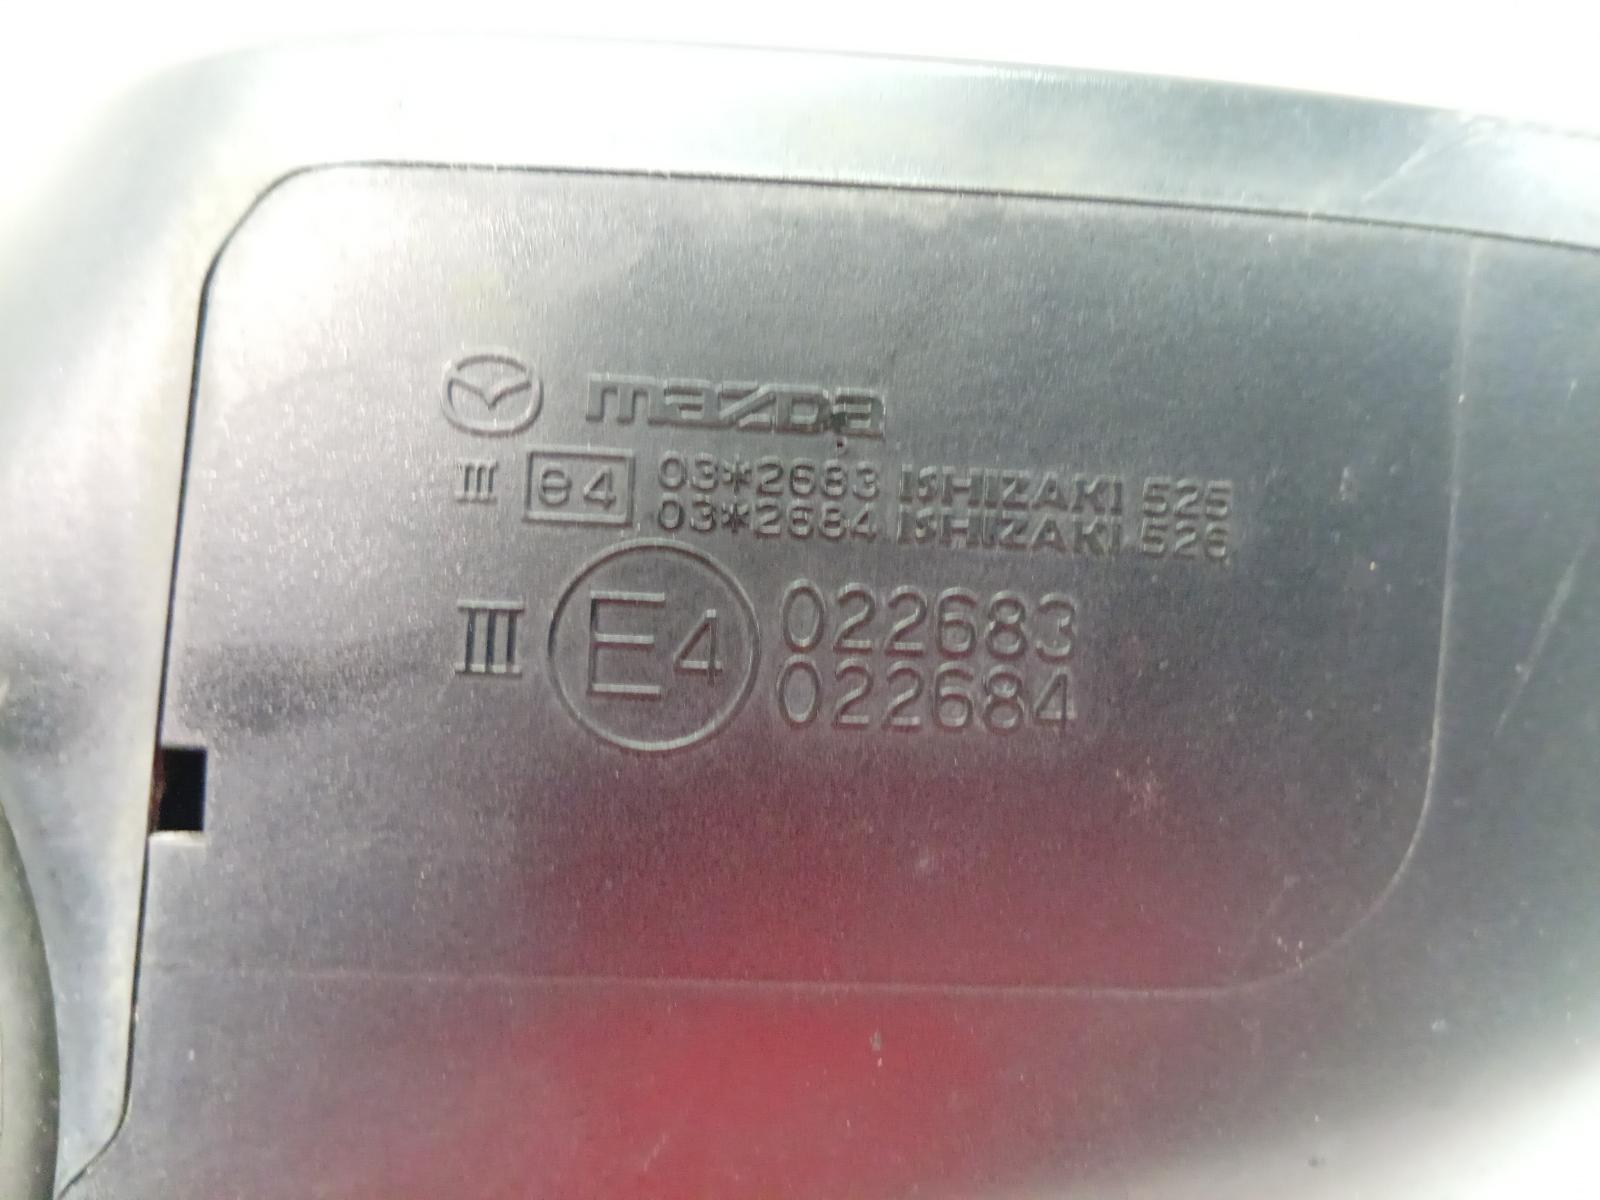 mazda
III e4 03*2683 ISHIZAKI 525
03*2684 ISHIZAKI 526
III E4 022683
022684